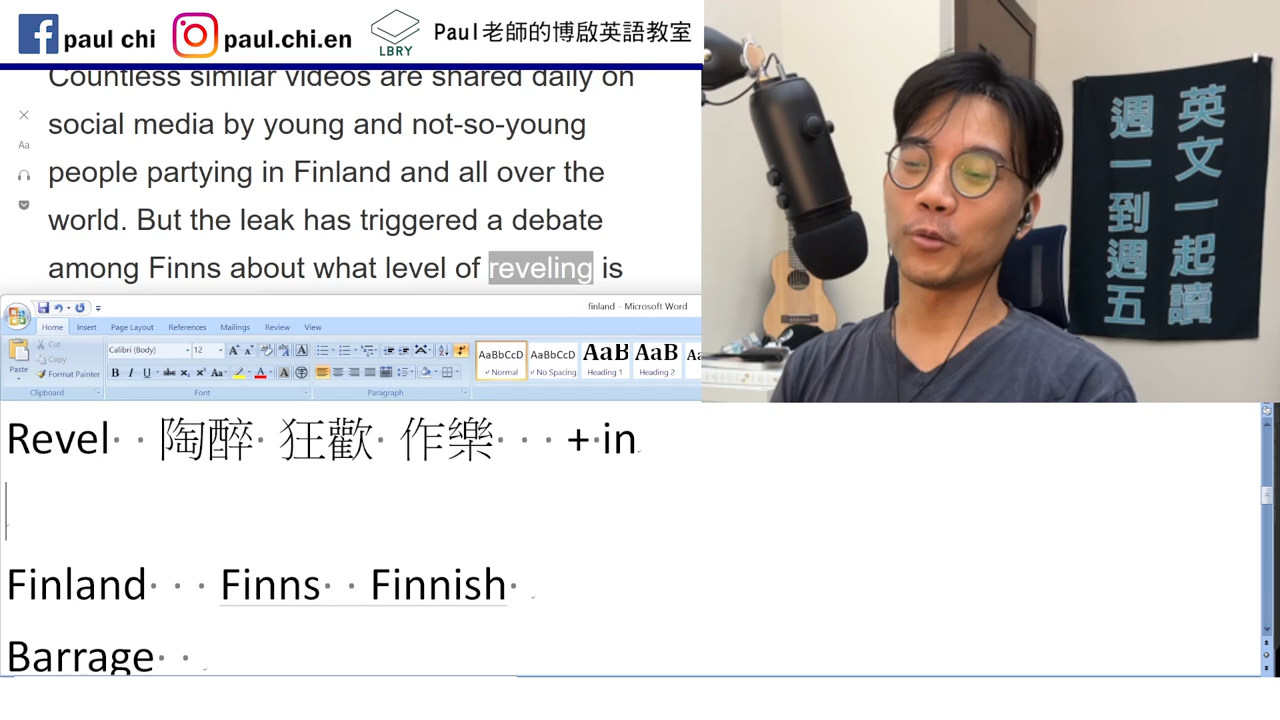 paul chi
paul.chi.en
LBRY
Paul老師的博啟英語教室
Countless similar videos are shared daily on
social media by young and not-so-young
people partying in Finland and all over the
world. But the leak has triggered a debate
among Finns about what level of reveling is
Aa
finland - Microsoft Word
Home Insert Page Layout References Mailings Review View
Paste
Cut
Copy
Format Painter
Clipboard
Calibri (Body) 12
Font
Paragraph
AaBbCcD
Normal
AaBbCcD
No Spacing
AaBl
Heading 1
AaB
Heading 2
Revel 陶醉 狂歡 作樂 + in
Finland Finns Finnish
Barrage
英文一起讀
週一到週五